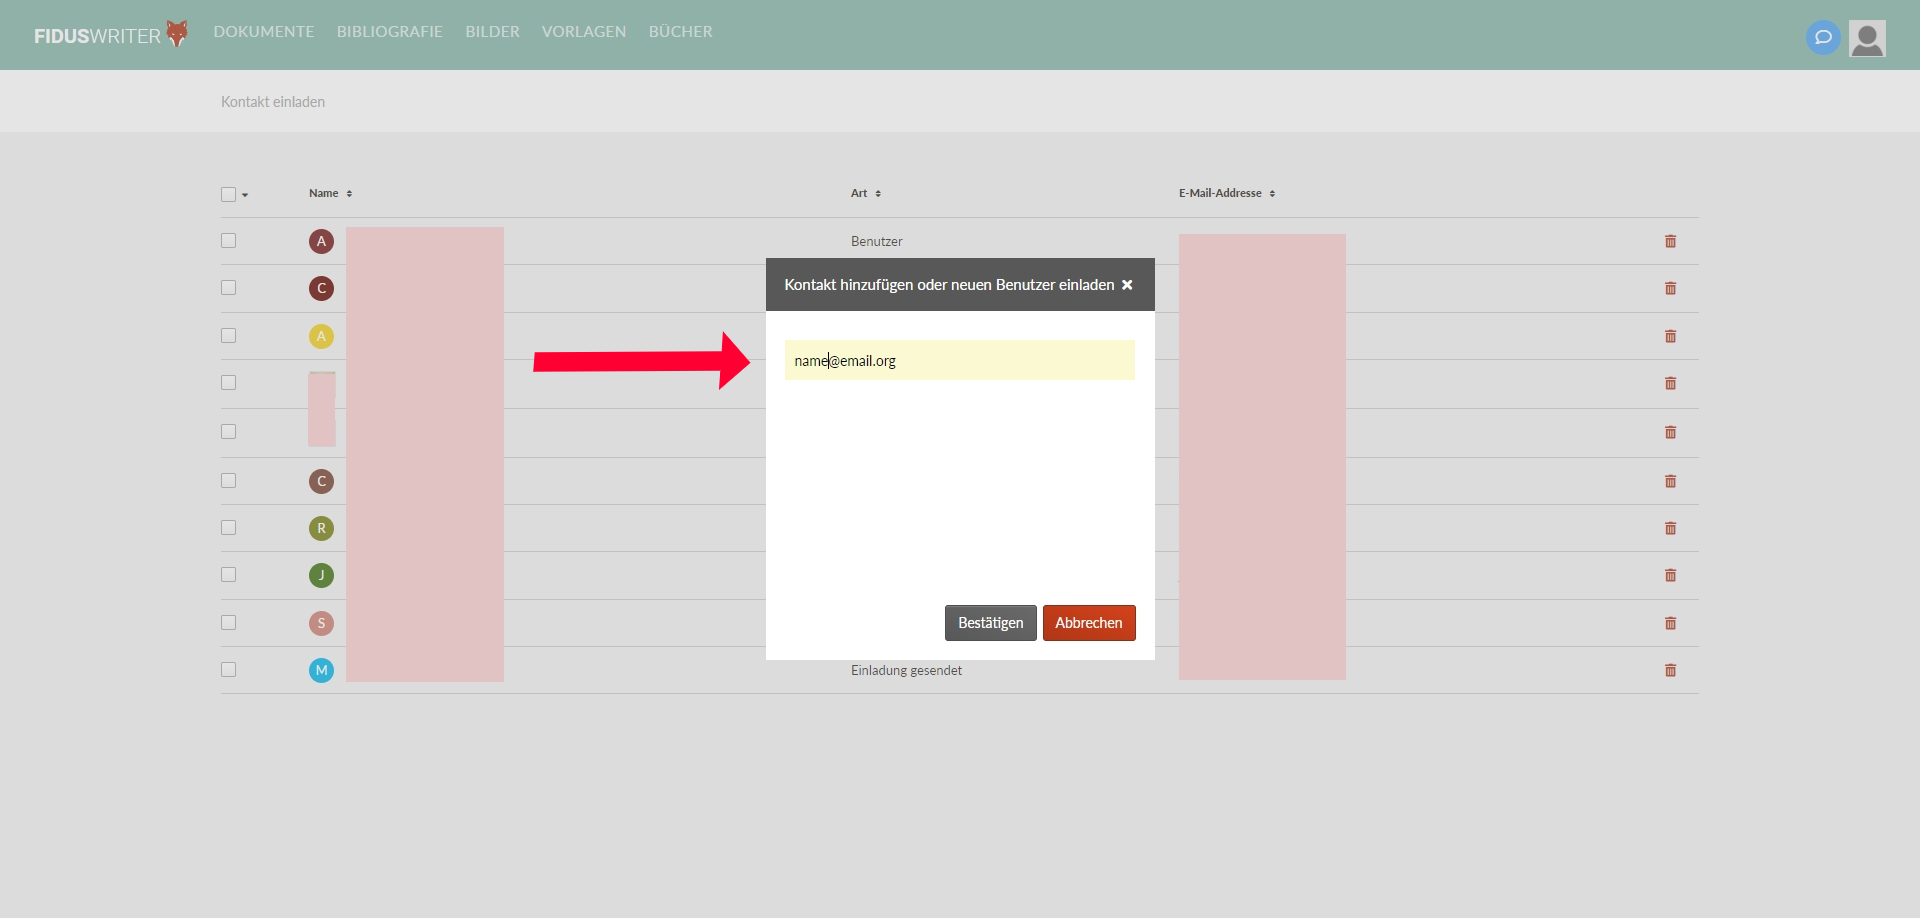 FIDUSWRITER DOKUMENTE BIBLIOGRAFIE BILDER VORLAGEN BÜCHER
Kontakt einladen
Name Art E-Mail-Adresse
A Benutzer
Kontakt hinzufügen oder neuen Benutzer einladen
C
A
name@email.org
C
R
J
S
Bestätigen Abbrechen
M Einladung gesendet